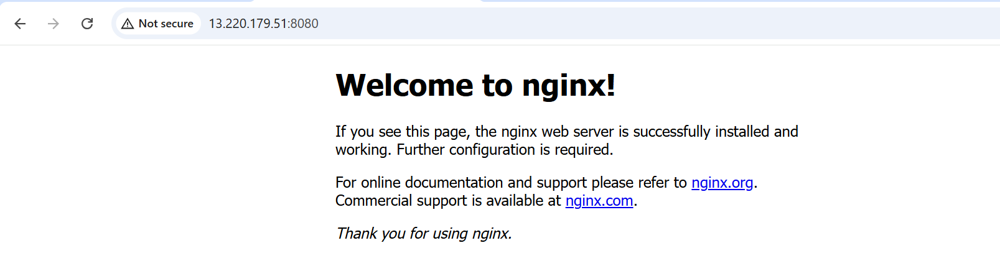 Not secure 13.220.179.51:8080
Welcome to nginx!
If you see this page, the nginx web server is successfully installed and
working. Further configuration is required.
For online documentation and support please refer to nginx.org.
Commercial support is available at nginx.com.
Thank you for using nginx.